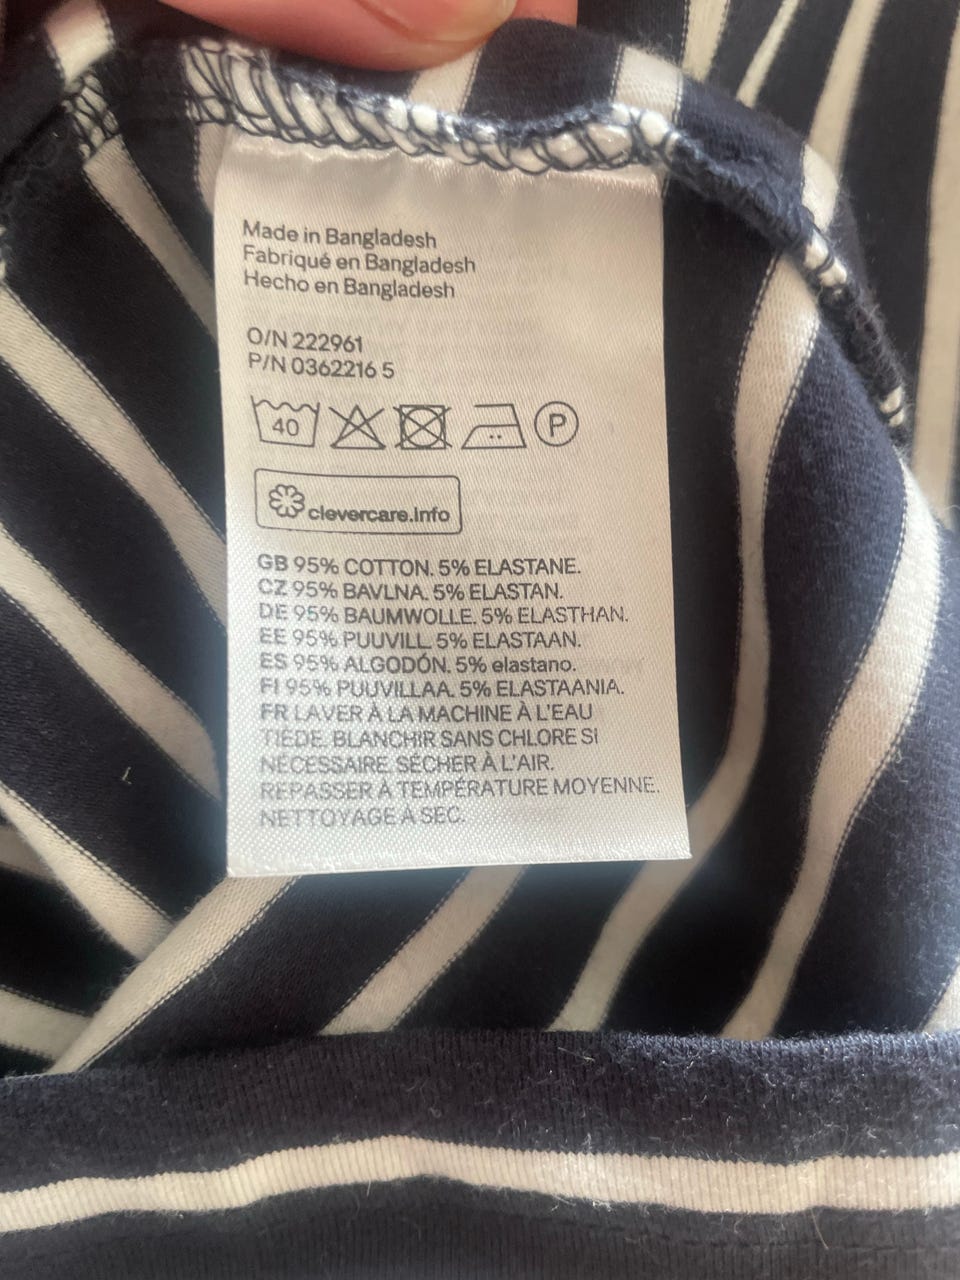 Made in Bangladesh
Fabriqué en Bangladesh
Hecho en Bangladesh
O/N 222961
P/N 0362216 5
40 P
clevercare.info
GB 95% COTTON. 5% ELASTANE.
CZ 95% BAVLNA. 5% ELASTAN.
DE 95% BAUMWOLLE. 5% ELASTHAN.
EE 95% PUUVILL. 5% ELASTAAN.
ES 95% ALGODÓN. 5% elastano.
FI 95% PUUVILLAA. 5% ELASTAANIA.
FR LAVER À LA MACHINE À L'EAU
TIÈDE. BLANCHIR SANS CHLORE SI
NÉCESSAIRE. SÉCHER À L'AIR.
REPASSER À TEMPÉRATURE MOYENNE.
NETTOYAGE À SEC.